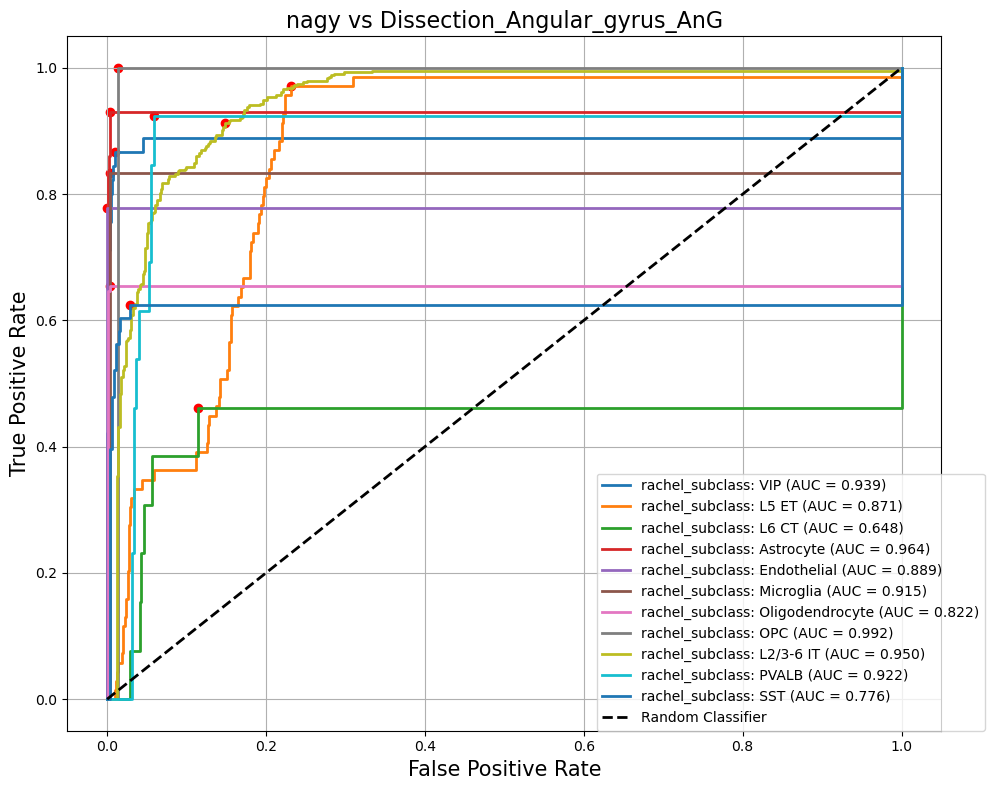 nagy vs Dissection_Angular_gyrus_AnG
True Positive Rate
1.0
0.8
0.6
0.4
0.2
0.0
rachel_subclass: VIP (AUC = 0.939)
rachel_subclass: L5 ET (AUC = 0.871)
rachel_subclass: L6 CT (AUC = 0.648)
rachel_subclass: Astrocyte (AUC = 0.964)
rachel_subclass: Endothelial (AUC = 0.889)
rachel_subclass: Microglia (AUC = 0.915)
rachel_subclass: Oligodendrocyte (AUC = 0.822)
rachel_subclass: OPC (AUC = 0.992)
rachel_subclass: L2/3-6 IT (AUC = 0.950)
rachel_subclass: PVALB (AUC = 0.922)
rachel_subclass: SST (AUC = 0.776)
Random Classifier
0.0 0.2 0.4 0.6 0.8 1.0
False Positive Rate